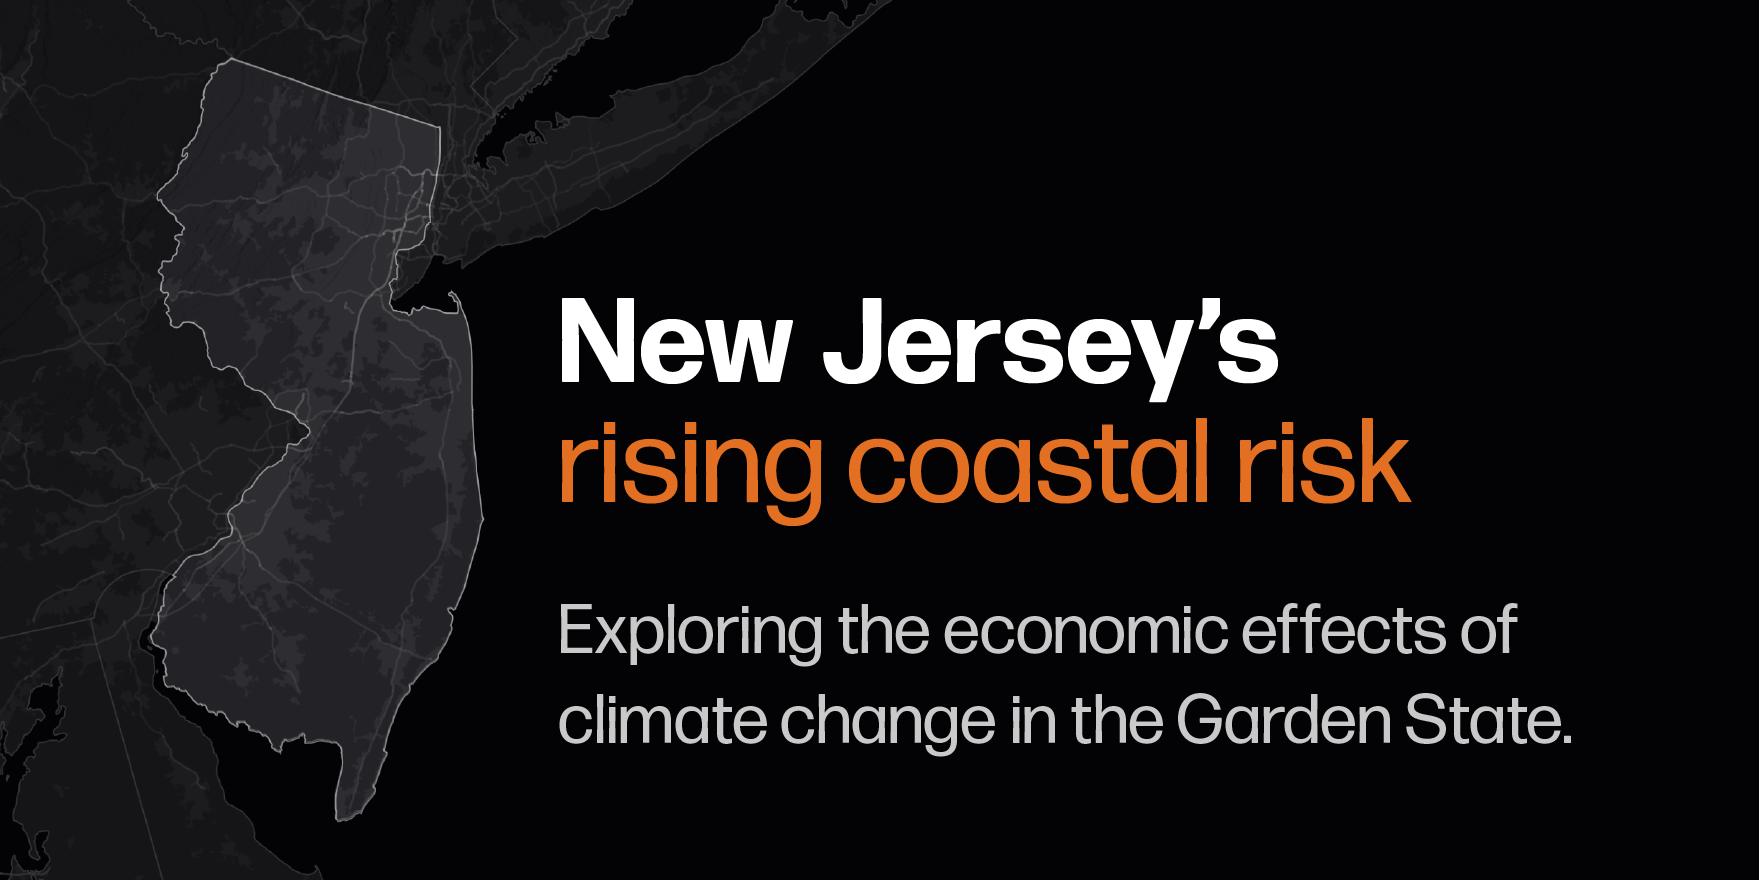 New Jersey’s
rising coastal risk
Exploring the economic effects of
climate change in the Garden State.